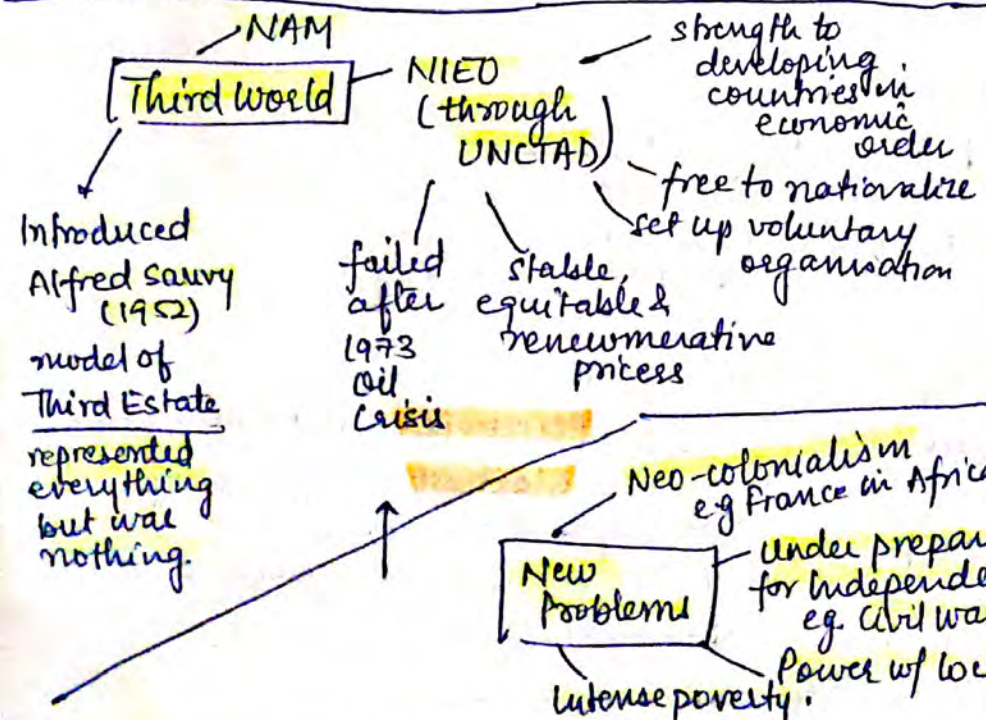 NAM
Third World
NIEO
(through
UNCTAD)
strength to
developing
countries in
economic
order
free to nationalize
set up voluntary
organisation
Introduced
Alfred Sauvy
(1952)
model of
Third Estate
represented
everything
but was
nothing.
failed
after
1973
Oil
Crisis
stable,
equitable &
renewmerative
pricess
Neo-colonialism
e.g France in Africa
New
Problems
Under prepar
for Independe
eg. Civil wa
Power w/ loc
Intense poverty.